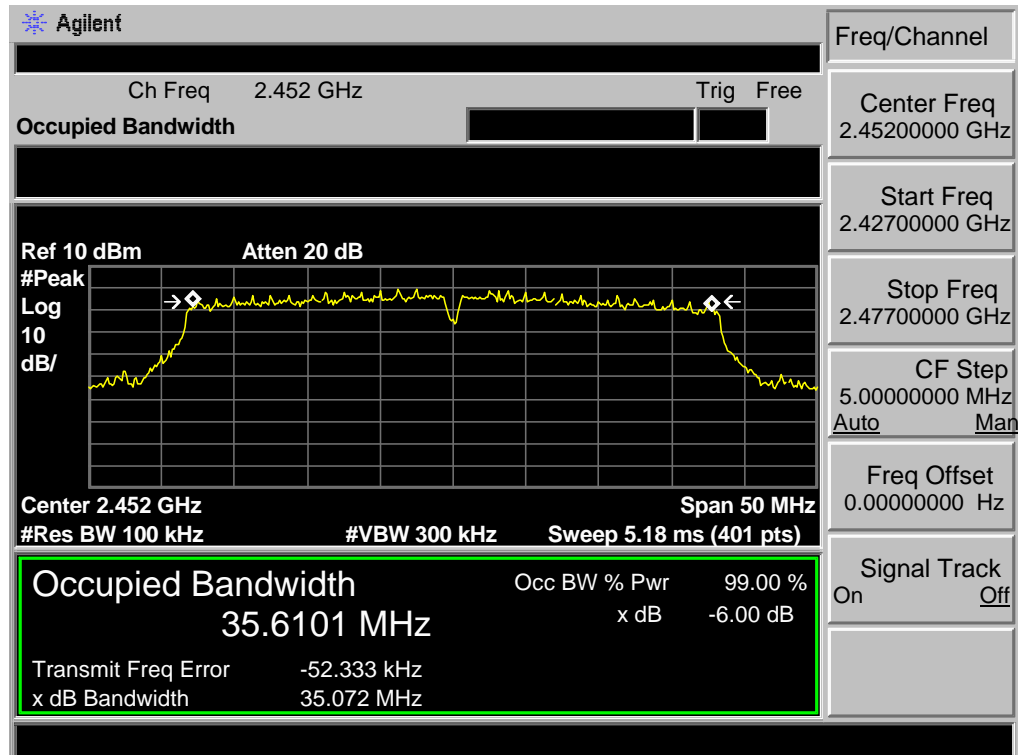 Agilent
Ch Freq 2.452 GHz Trig Free
Occupied Bandwidth
Ref 10 dBm Atten 20 dB
#Peak
Log
10
dB/
Center 2.452 GHz Span 50 MHz
#Res BW 100 kHz #VBW 300 kHz Sweep 5.18 ms (401 pts)
Occupied Bandwidth Occ BW % Pwr 99.00 %
35.6101 MHz x dB -6.00 dB
Transmit Freq Error -52.333 kHz
x dB Bandwidth 35.072 MHz
Freq/Channel
Center Freq
2.45200000 GHz
Start Freq
2.42700000 GHz
Stop Freq
2.47700000 GHz
CF Step
5.00000000 MHz
Auto Man
Freq Offset
0.00000000 Hz
Signal Track
On Off